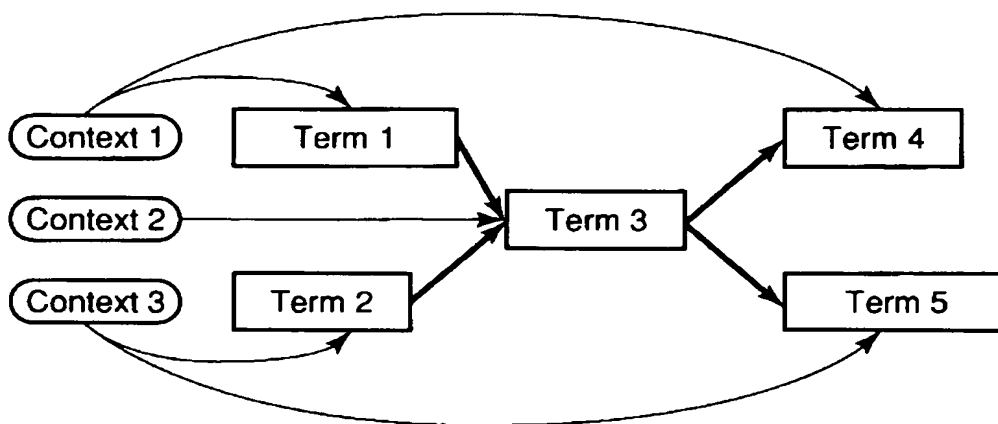 Context 1
Term 1
Term 4
Context 2
Term 3
Context 3
Term 2
Term 5